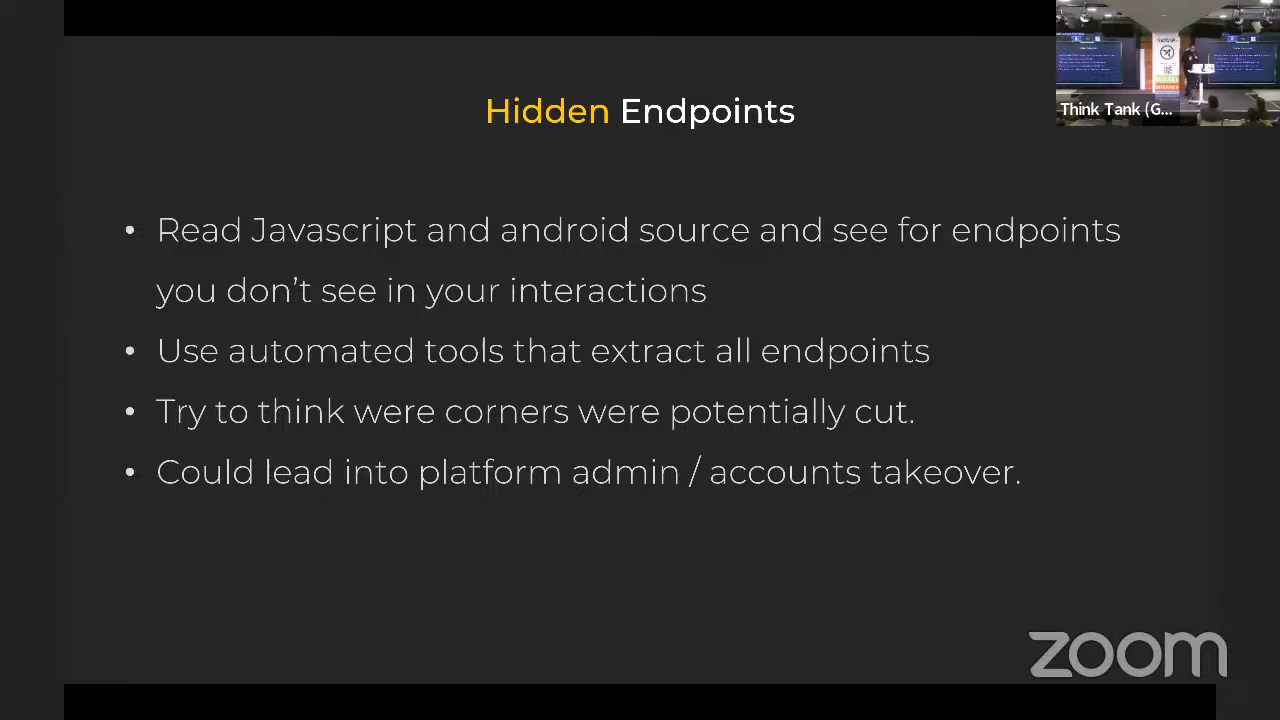 Hidden Endpoints
Think Tank (G...
• Read Javascript and android source and see for endpoints
you don’t see in your interactions
• Use automated tools that extract all endpoints
• Try to think were corners were potentially cut.
• Could lead into platform admin / accounts takeover.
zoom